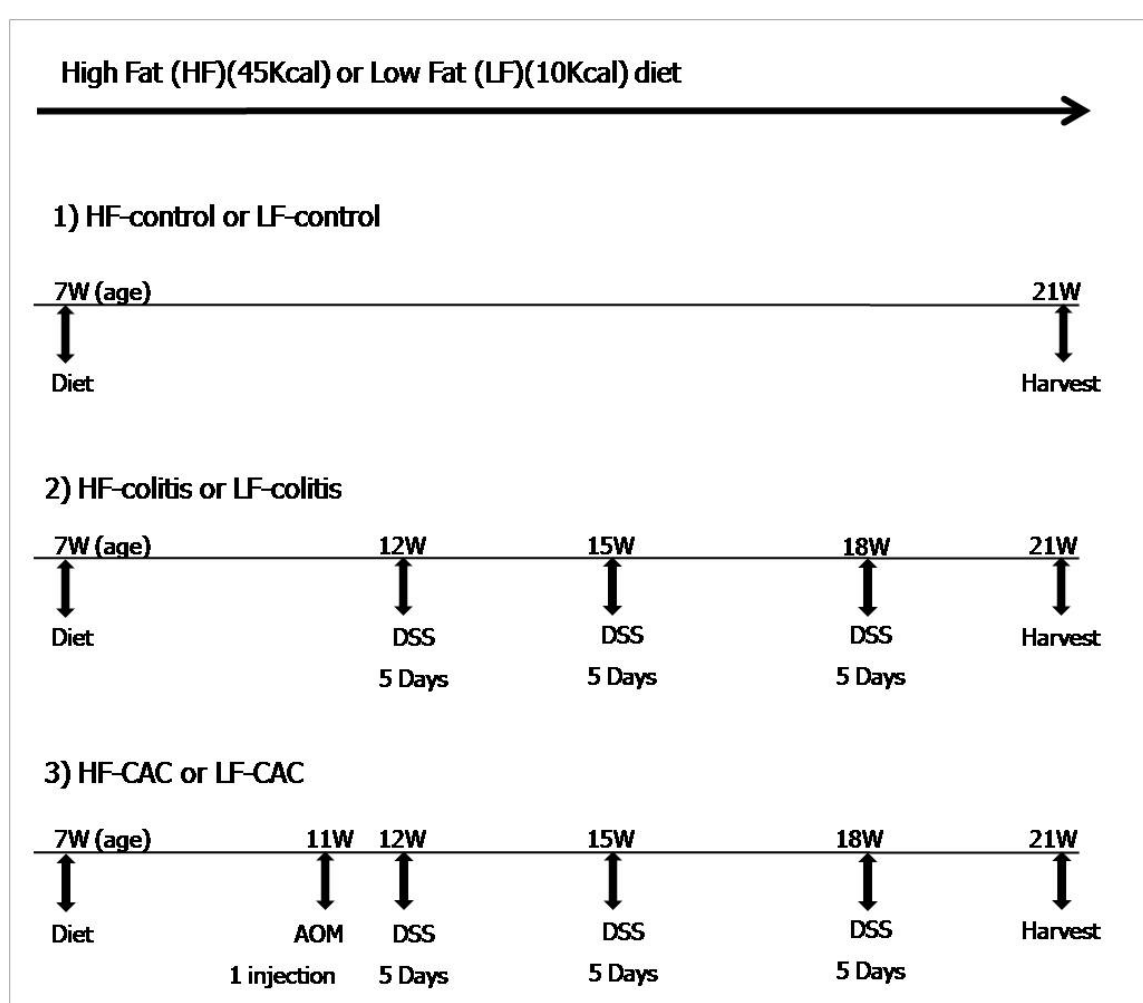 High Fat (HF)(45Kcal) or Low Fat (LF)(10Kcal) diet
1) HF-control or LF-control
7W (age) 21W
Diet Harvest
2) HF-colitis or LF-colitis
7W (age) 12W 15W 18W 21W
Diet DSS DSS DSS Harvest
5 Days 5 Days 5 Days
3) HF-CAC or LF-CAC
7W (age) 11W 12W 15W 18W 21W
Diet AOM DSS DSS DSS Harvest
1 injection 5 Days 5 Days 5 Days